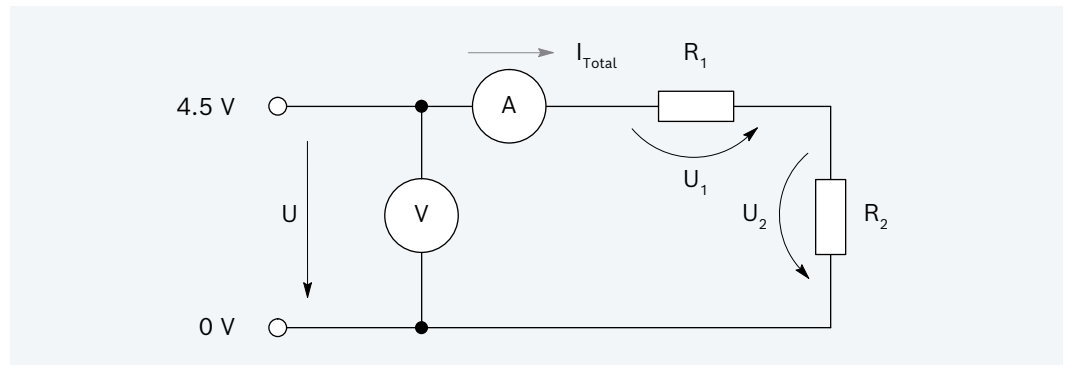 I_Total
R_1
4.5 V
A
U_1
U
V
U_2
R_2
0 V